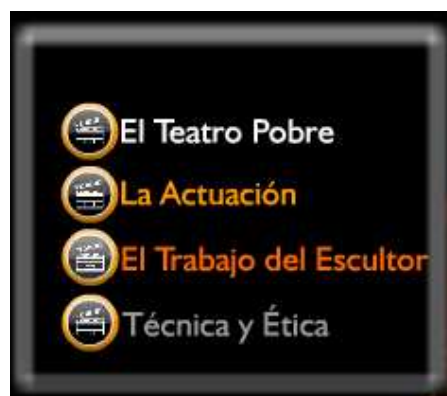 El Teatro Pobre
La Actuación
El Trabajo del Escultor
Técnica y Ética